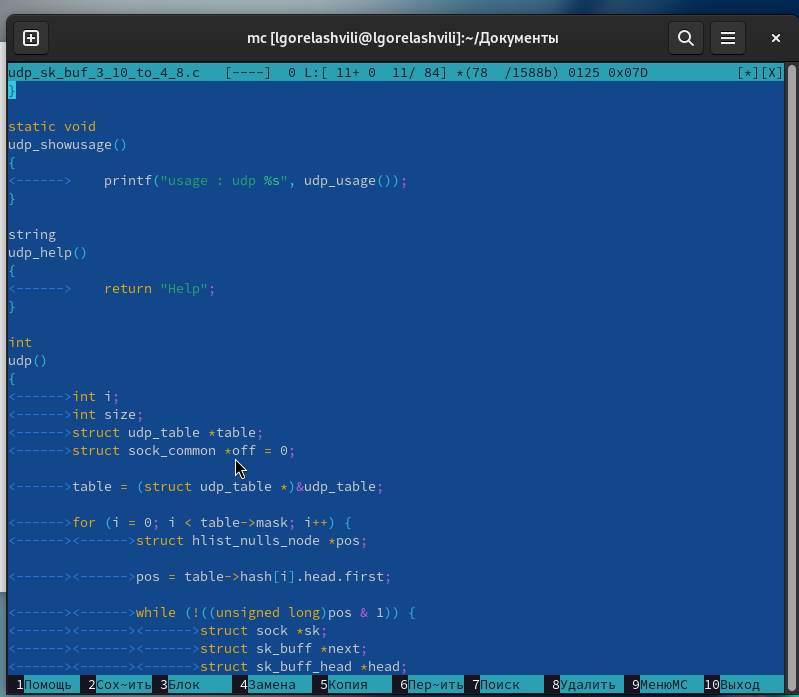 mc [lgorelashvili@lgorelashvili]:~/Документы
udp_sk_buf_3_10_to_4_8.c   [----]  0 L:[ 11+ 0  11/ 84] *(78  /1588b) 0125 0x07D           [*][X]
}

static void
udp_showusage()
{
<------>    printf("usage : udp %s", udp_usage());
}

string
udp_help()
{
<------>    return "Help";
}

int
udp()
{
<------>int i;
<------>int size;
<------>struct udp_table *table;
<------>struct sock_common *off = 0;

<------>table = (struct udp_table *)&udp_table;

<------>for (i = 0; i < table->mask; i++) {
<------><------>struct hlist_nulls_node *pos;

<------><------>pos = table->hash[i].head.first;

<------><------>while (!((unsigned long)pos & 1)) {
<------><------><------>struct sock *sk;
<------><------><------>struct sk_buff *next;
<------><------><------>struct sk_buff_head *head;
1Помощь  2Сох~ить 3Блок     4Замена   5Копия    6Пер~ить 7Поиск    8Удалить  9МенюМС  10Выход